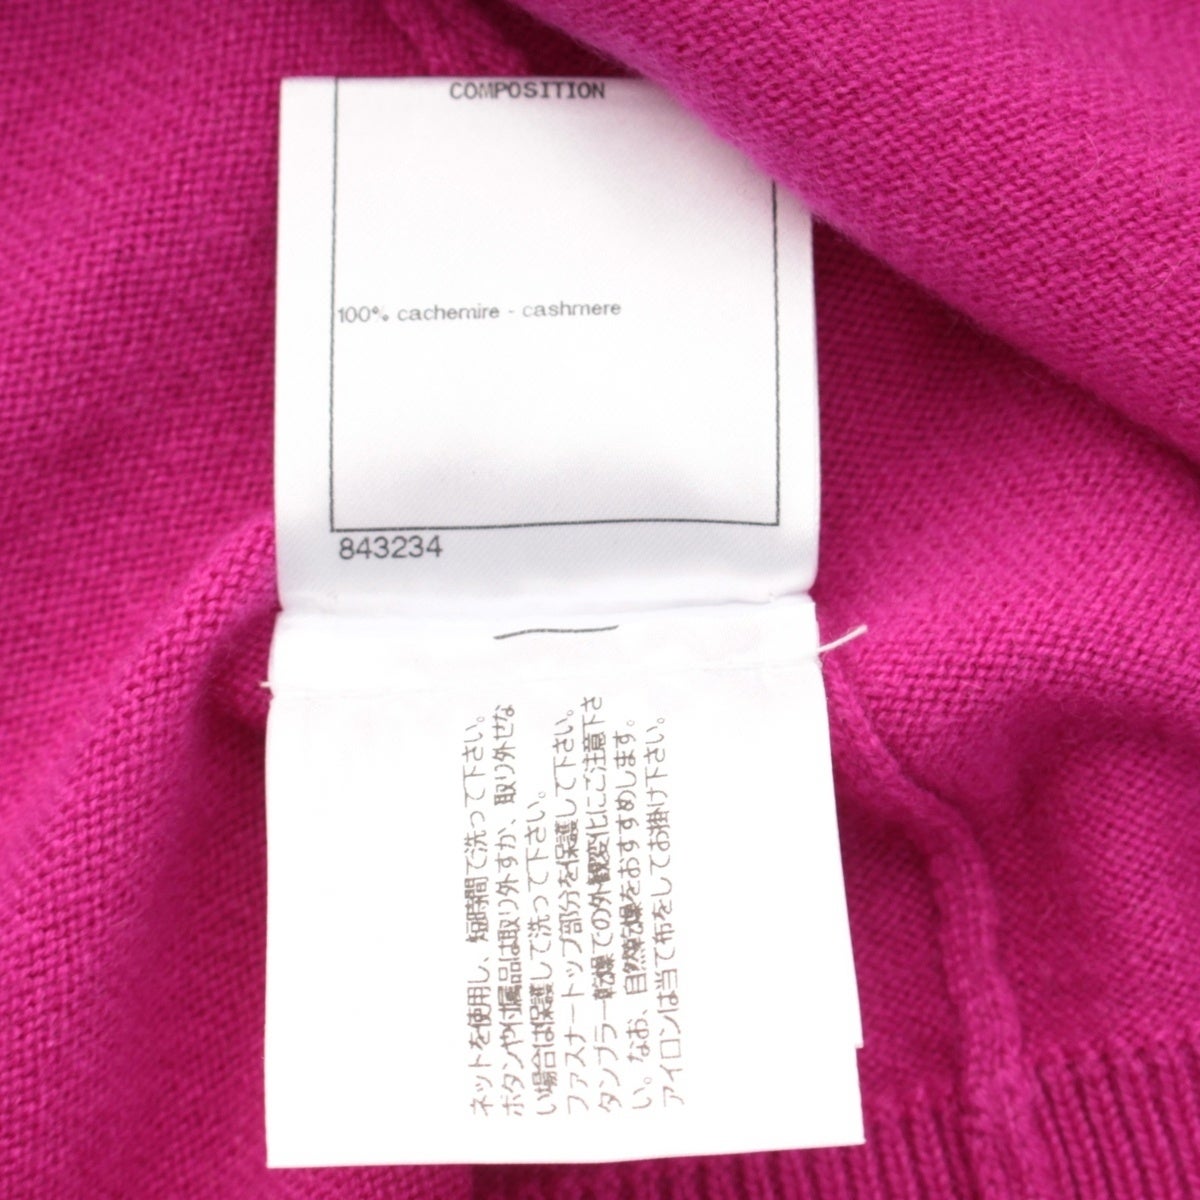 COMPOSITION
100% cachemire - cashmere
843234
ネットを使用し、短時間で洗って下さい。
ボタンや付属品は取り外すか、取り外せな
い場合は保護して洗って下さい。
ファスナートップ部分を保護して下さい。
タンブラー乾燥での外観変化にご注意下さ
い。なお、自然乾燥をおすすめします。
アイロンは当て布をしてお掛け下さい。